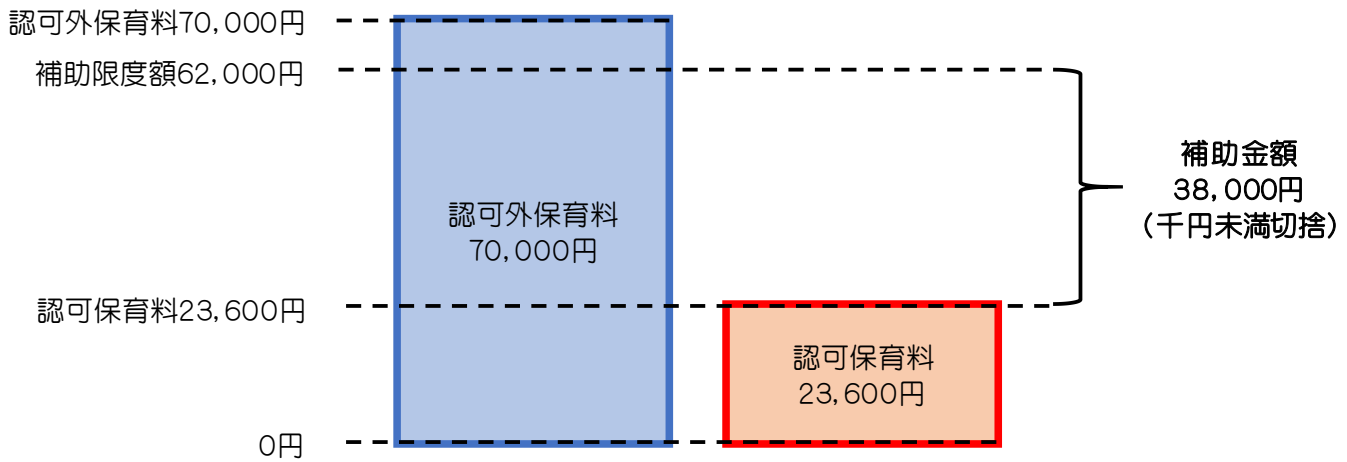 認可外保育料70,000円
補助限度額62,000円
補助金額
38,000円
(千円未満切捨)
認可外保育料
70,000円
認可保育料23,600円
認可保育料
23,600円
0円